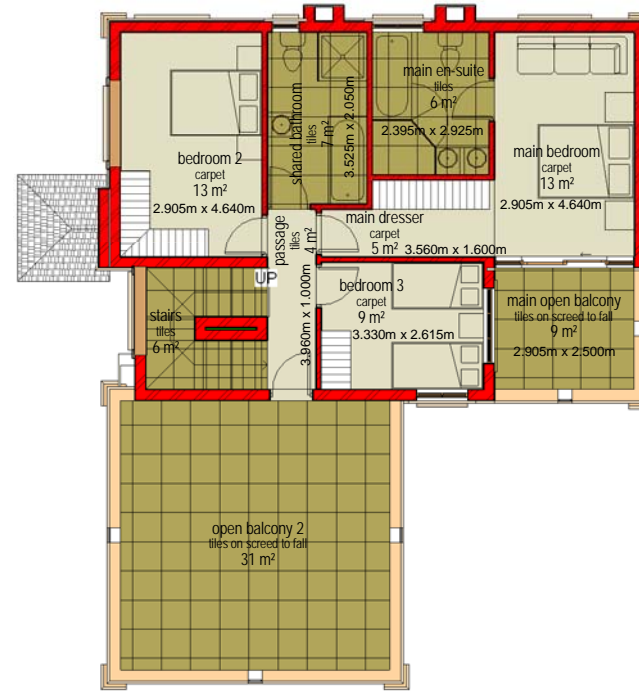 main en-suite
tiles
6 m²
2.395m x 2.925m
shared bathroom
tiles
7 m²
3.525m x 2.050m
bedroom 2
carpet
13 m²
2.905m x 4.640m
main bedroom
carpet
13 m²
2.905m x 4.640m
main dresser
carpet
5 m²
3.560m x 1.600m
passage
tiles
4 m²
3.960m x 1.000m
UP
bedroom 3
carpet
9 m²
3.330m x 2.615m
main open balcony
tiles on screed to fall
9 m²
2.905m x 2.500m
stairs
tiles
6 m²
open balcony 2
tiles on screed to fall
31 m²